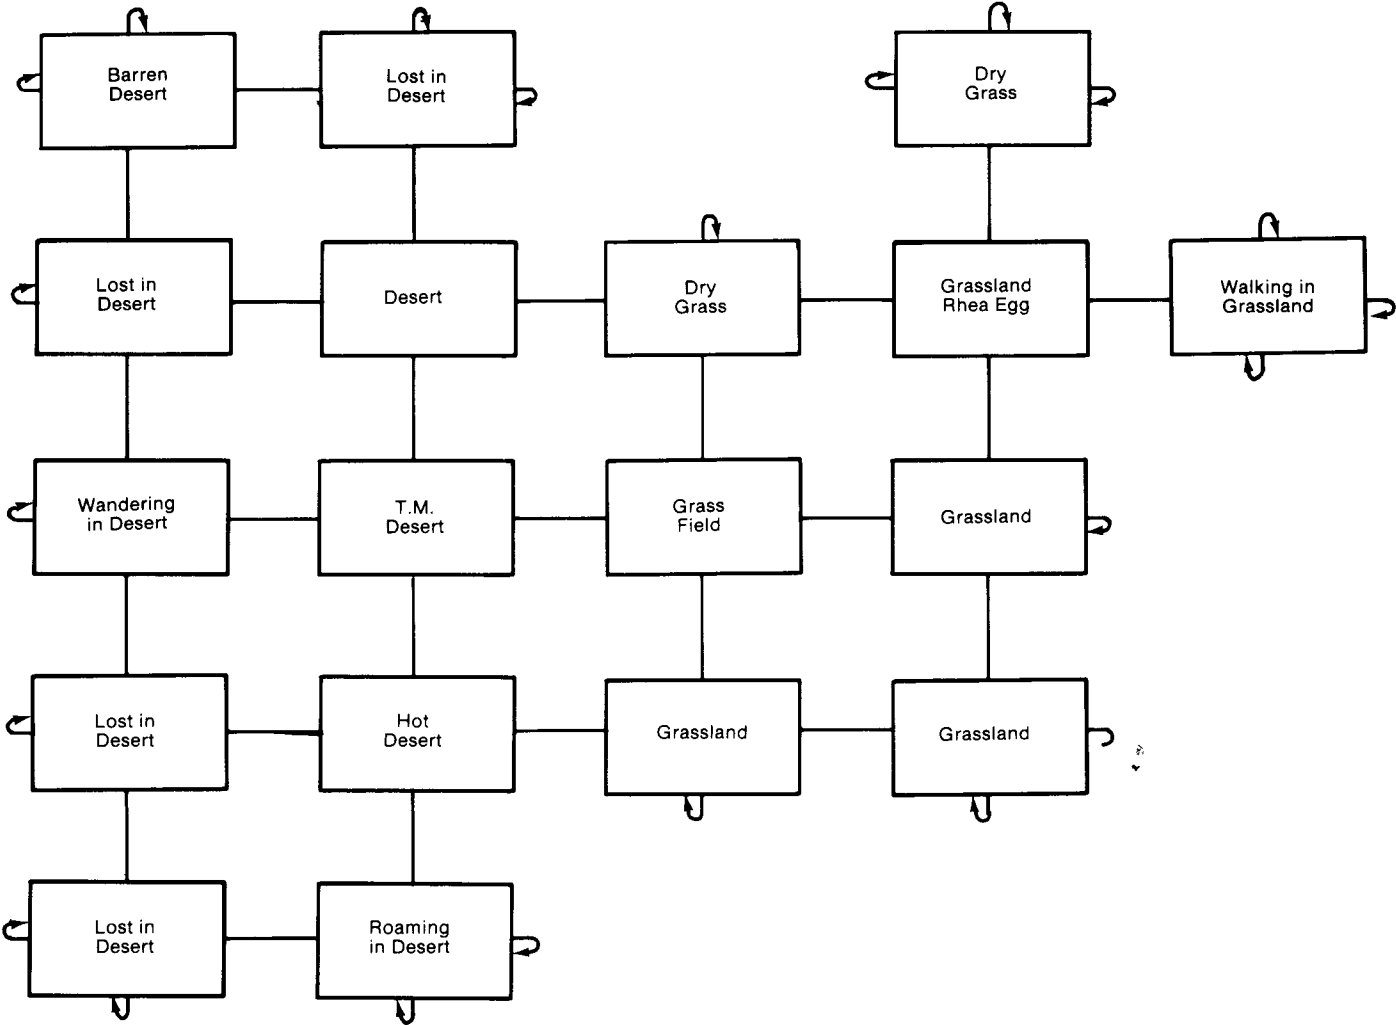 Barren
Desert
Lost in
Desert
Dry
Grass
Lost in
Desert
Desert
Dry
Grass
Grassland
Rhea Egg
Walking in
Grassland
Wandering
in Desert
T.M.
Desert
Grass
Field
Grassland
Lost in
Desert
Hot
Desert
Grassland
Grassland
Lost in
Desert
Roaming
in Desert